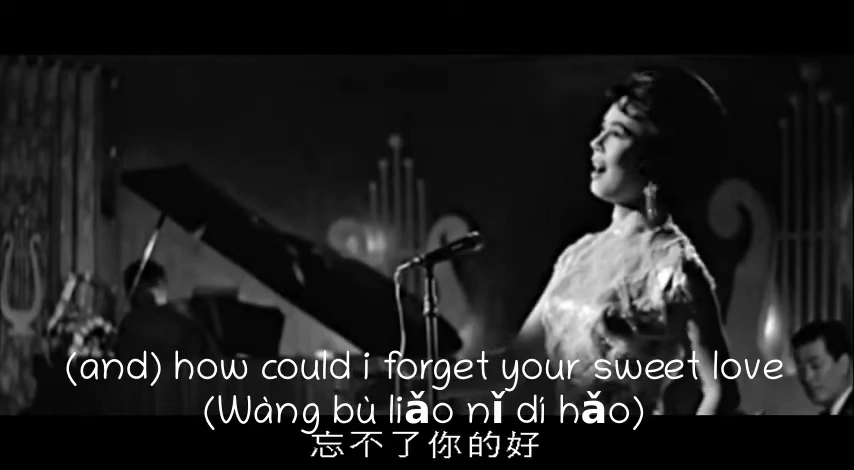 (and) how could i forget your sweet love
(Wàng bù liǎo nǐ dí hǎo)
忘不了你的好